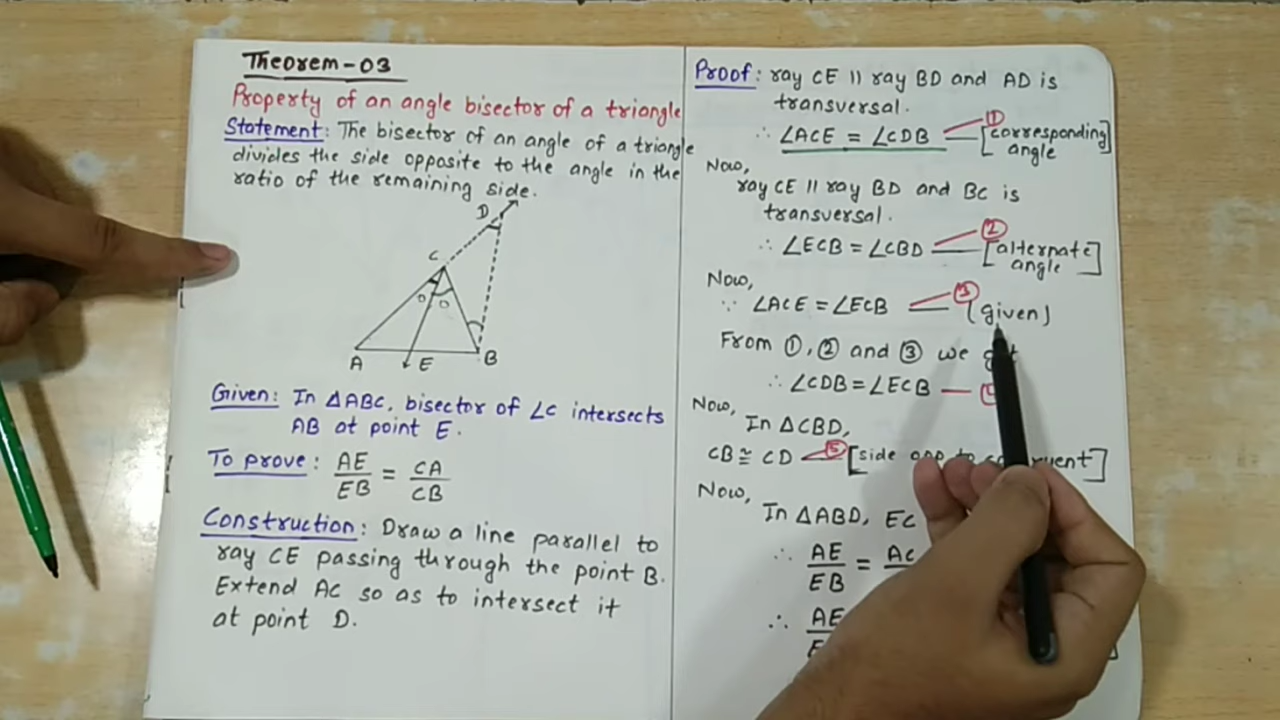 Theorem-03
Property of an angle bisector of a triangle
Statement: The bisector of an angle of a triangle
divides the side opposite to the angle in the
ratio of the remaining side.
D
C
A
E
B
Given: In △ABC, bisector of ∠C intersects
AB at point E.
To prove: AE/EB = CA/CB
Construction: Draw a line parallel to
ray CE passing through the point B.
Extend AC so as to intersect it
at point D.
Proof: ray CE || ray BD and AD is
transversal.
∴ ∠ACE = ∠CDB — ① [corresponding
angle]
Now,
ray CE || ray BD and BC is
transversal.
∴ ∠ECB = ∠CBD — ② [alternate
angle]
Now,
∵ ∠ACE = ∠ECB — ③ (given)
From ①, ② and ③ we
∴ ∠CDB = ∠ECB —
Now,
In △CBD,
CB ≅ CD — ⑤ [side opp to
Now,
In △ABD, EC
∴ AE/EB = AC
∴ AE